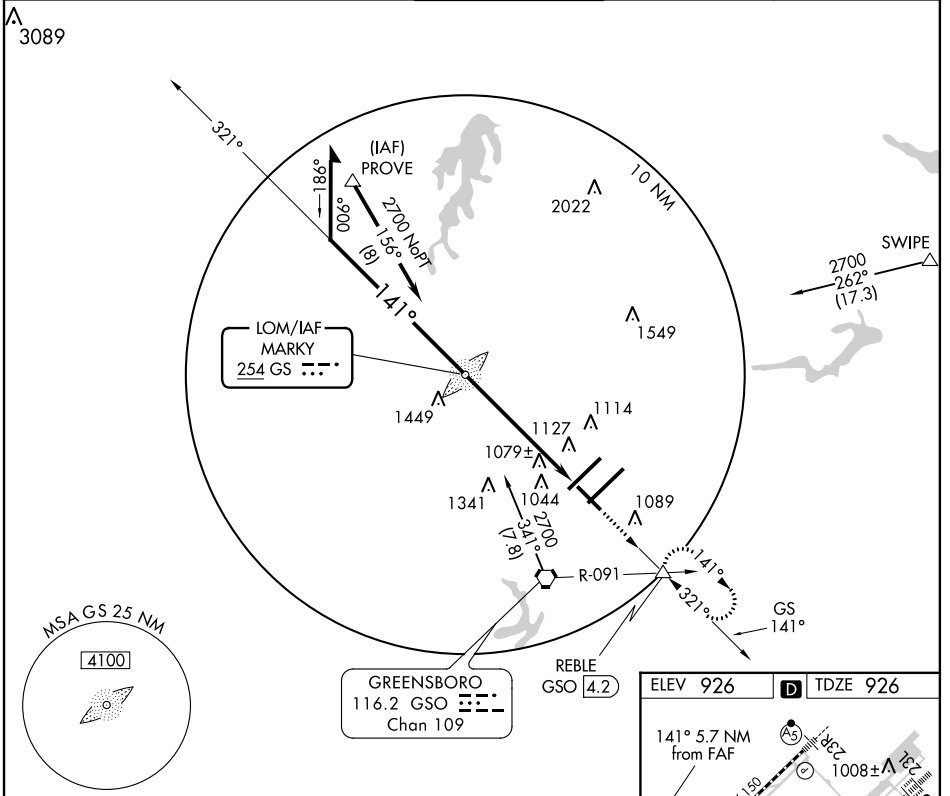 3089
321°
(IAF)
PROVE
186°
006°
2700 NoPT
156°
(8)
10 NM
2022
SWIPE
2700
262°
(17.3)
141°
LOM/IAF
MARKY
254 GS
1549
1449
1114
1127
1079±
1044
1341
1089
2700
341°
(7.8)
R-091
141°
321°
GS
141°
MSA GS 25 NM
4100
REBLE
GSO 4.2
GREENSBORO
116.2 GSO
Chan 109
ELEV 926 D TDZE 926
141° 5.7 NM
from FAF
A5
23R
23L
1008±
P